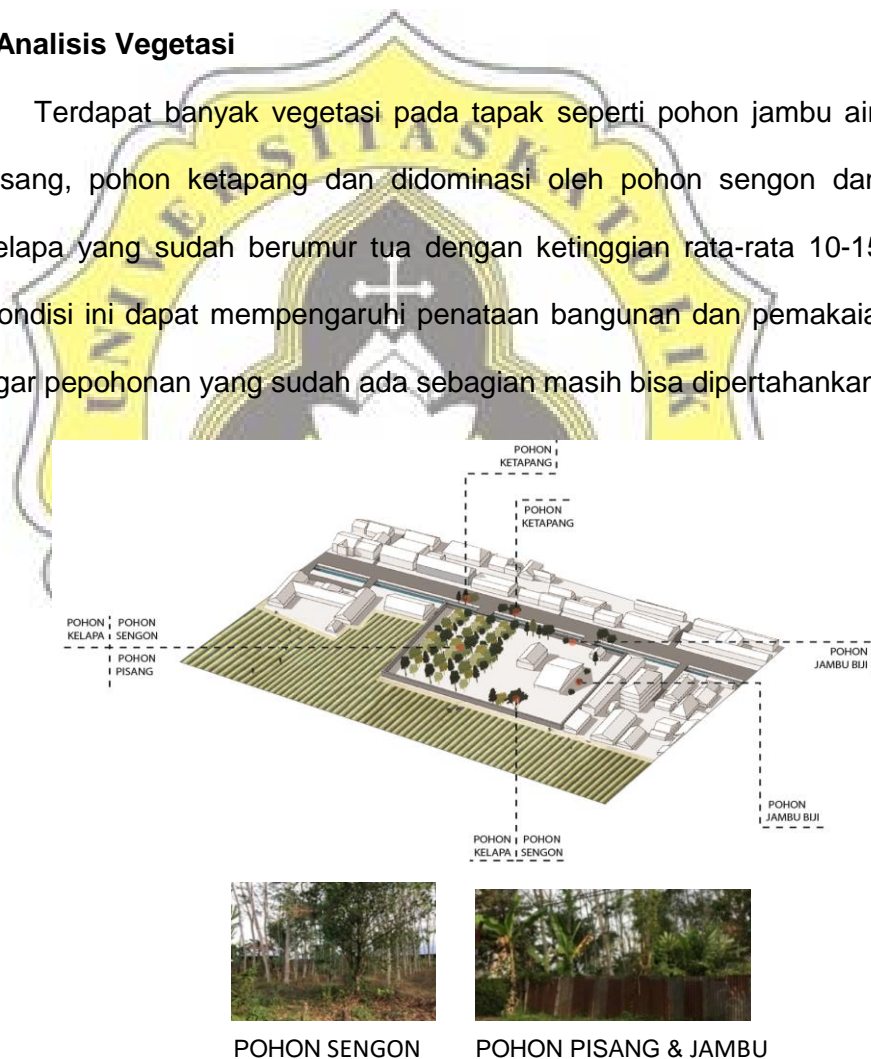 Analisis Vegetasi
Terdapat banyak vegetasi pada tapak seperti pohon jambu air
sang, pohon ketapang dan didominasi oleh pohon sengon dan
elapa yang sudah berumur tua dengan ketinggian rata-rata 10-15
ondisi ini dapat mempengaruhi penataan bangunan dan pemakaia
gar pepohonan yang sudah ada sebagian masih bisa dipertahankan
UNIVERSITAS KATOLIK
POHON
KETAPANG
POHON
KETAPANG
POHON POHON
KELAPA SENGON
POHON
PISANG
POHON
JAMBU BIJI
POHON
JAMBU BIJI
POHON POHON
KELAPA SENGON
POHON SENGON POHON PISANG & JAMBU